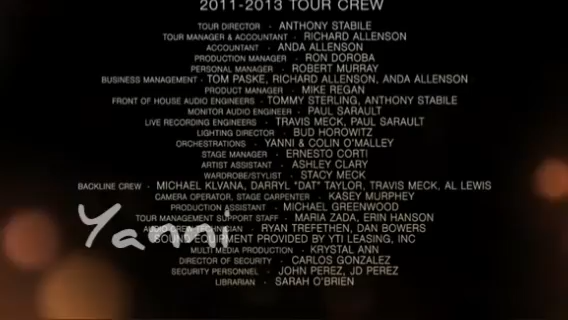 2011-2013 TOUR CREW
TOUR DIRECTOR - ANTHONY STABILE
TOUR MANAGER & ACCOUNTANT - RICHARD ALLENSON
ACCOUNTANT - ANDA ALLENSON
PRODUCTION MANAGER - RON DOROBA
PERSONAL MANAGER - ROBERT MURRAY
BUSINESS MANAGEMENT - TOM PASKE, RICHARD ALLENSON, ANDA ALLENSON
PRODUCT MANAGER - MIKE REGAN
FRONT OF HOUSE AUDIO ENGINEERS - TOMMY STERLING, ANTHONY STABILE
MONITOR AUDIO ENGINEER - PAUL SARAULT
LIVE RECORDING ENGINEERS - TRAVIS MECK, PAUL SARAULT
LIGHTING DIRECTOR - BUD HOROWITZ
ORCHESTRATIONS - YANNI & COLIN O'MALLEY
STAGE MANAGER - ERNESTO CORTI
ARTIST ASSISTANT - ASHLEY CLARY
WARDROBE/STYLIST - STACY MECK
BACKLINE CREW - MICHAEL KLVANA, DARRYL "DAT" TAYLOR, TRAVIS MECK, AL LEWIS
CAMERA OPERATOR, STAGE CARPENTER - KASEY MURPHEY
PRODUCTION ASSISTANT - MICHAEL GREENWOOD
TOUR MANAGEMENT SUPPORT STAFF - MARIA ZADA, ERIN HANSON
AUDIO CREW TECHNICIAN - RYAN TREFETHEN, DAN BOWERS
SOUND EQUIPMENT PROVIDED BY YTI LEASING, INC
MULTI MEDIA PRODUCTION - KRYSTAL ANN
DIRECTOR OF SECURITY - CARLOS GONZALEZ
SECURITY PERSONNEL - JOHN PEREZ, JD PEREZ
LIBRARIAN - SARAH O'BRIEN
Yanni